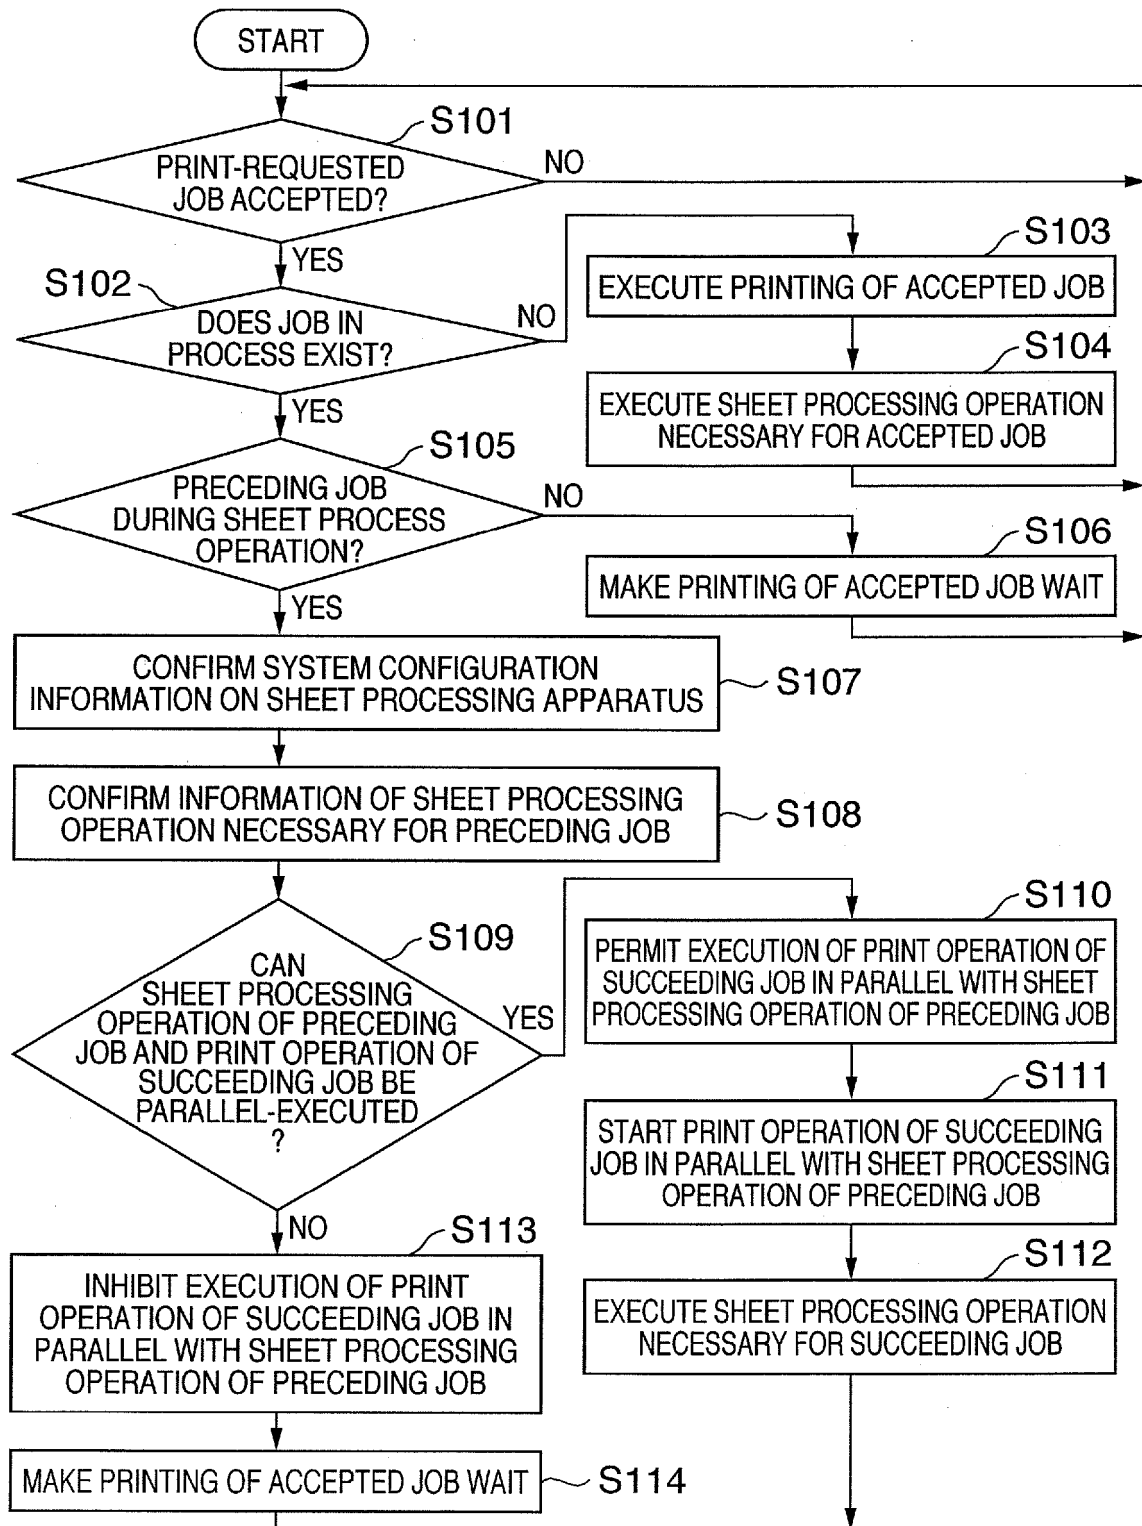 START
S101
PRINT-REQUESTED
JOB ACCEPTED?
NO
YES
S102
DOES JOB IN
PROCESS EXIST?
NO
S103
EXECUTE PRINTING OF ACCEPTED JOB
S104
EXECUTE SHEET PROCESSING OPERATION
NECESSARY FOR ACCEPTED JOB
YES
S105
PRECEDING JOB
DURING SHEET PROCESS
OPERATION?
NO
S106
MAKE PRINTING OF ACCEPTED JOB WAIT
YES
CONFIRM SYSTEM CONFIGURATION
INFORMATION ON SHEET PROCESSING APPARATUS
S107
CONFIRM INFORMATION OF SHEET PROCESSING
OPERATION NECESSARY FOR PRECEDING JOB
S108
S109
CAN
SHEET PROCESSING
OPERATION OF PRECEDING
JOB AND PRINT OPERATION OF
SUCCEEDING JOB BE
PARALLEL-EXECUTED
?
YES
S110
PERMIT EXECUTION OF PRINT OPERATION OF
SUCCEEDING JOB IN PARALLEL WITH SHEET
PROCESSING OPERATION OF PRECEDING JOB
S111
START PRINT OPERATION OF SUCCEEDING
JOB IN PARALLEL WITH SHEET PROCESSING
OPERATION OF PRECEDING JOB
S112
EXECUTE SHEET PROCESSING OPERATION
NECESSARY FOR SUCCEEDING JOB
NO
S113
INHIBIT EXECUTION OF PRINT
OPERATION OF SUCCEEDING JOB IN
PARALLEL WITH SHEET PROCESSING
OPERATION OF PRECEDING JOB
MAKE PRINTING OF ACCEPTED JOB WAIT
S114